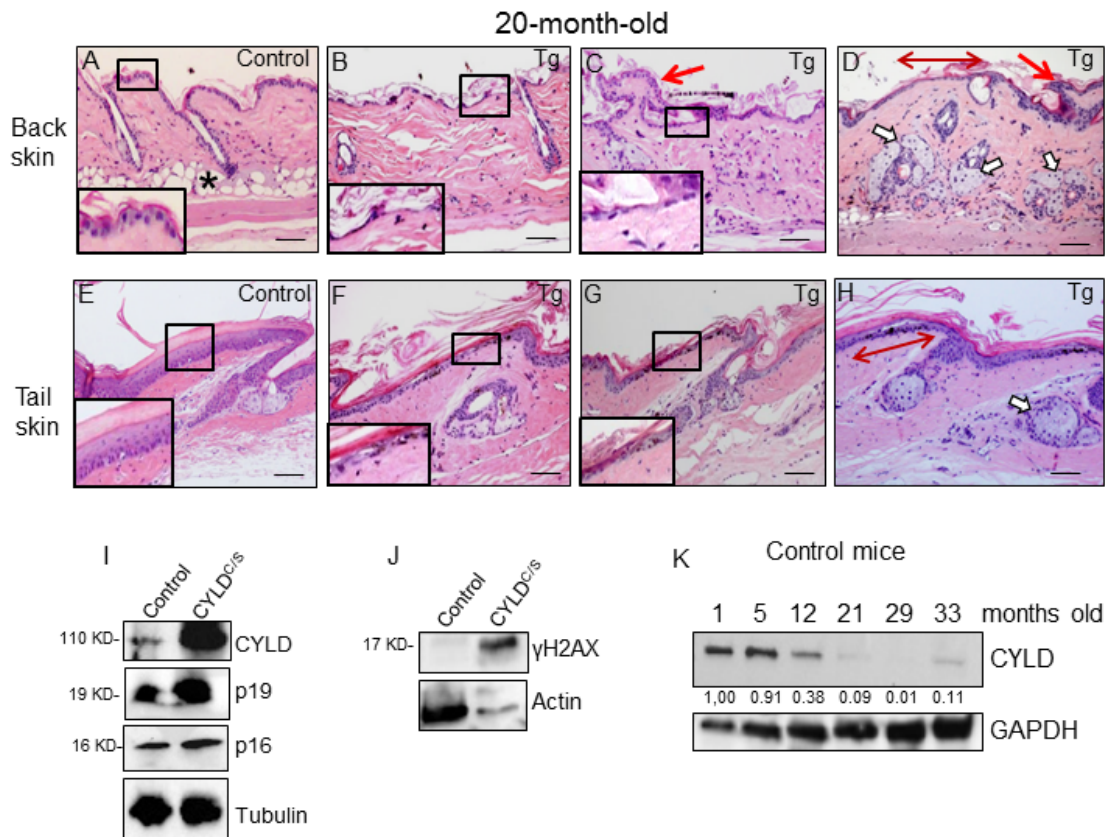 20-month-old
A Control
B Tg
C Tg
D Tg
Back skin
*
E Control
F Tg
G Tg
H Tg
Tail skin
I
Control CYLDC/S
110 KD- CYLD
19 KD- p19
16 KD- p16
Tubulin
J
Control CYLDC/S
17 KD- γH2AX
Actin
K Control mice
1 5 12 21 29 33 months old
CYLD
1,00 0.91 0.38 0.09 0.01 0.11
GAPDH